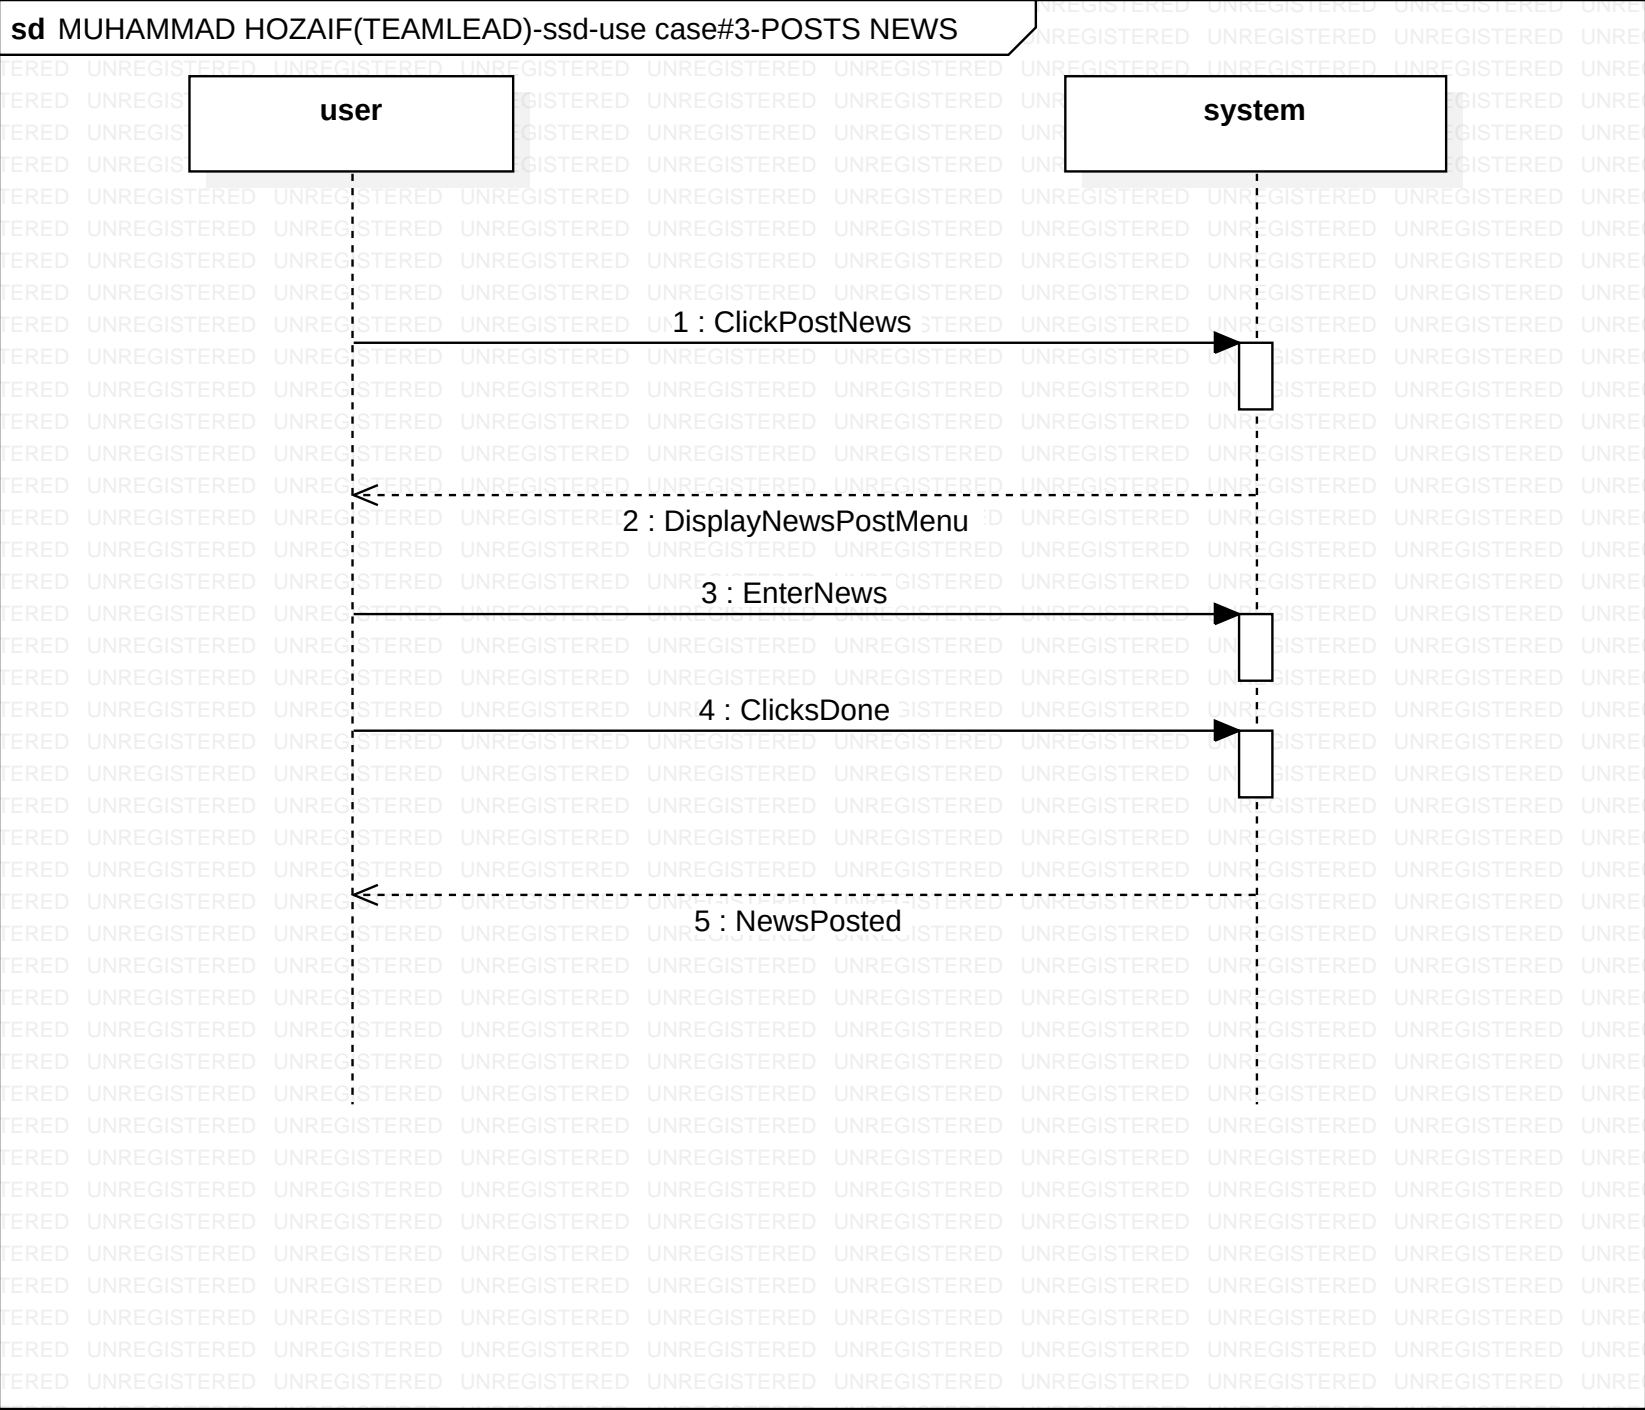 sd MUHAMMAD HOZAIF(TEAMLEAD)-ssd-use case#3-POSTS NEWS
user
system
1 : ClickPostNews
2 : DisplayNewsPostMenu
3 : EnterNews
4 : ClicksDone
5 : NewsPosted
UNREGISTERED